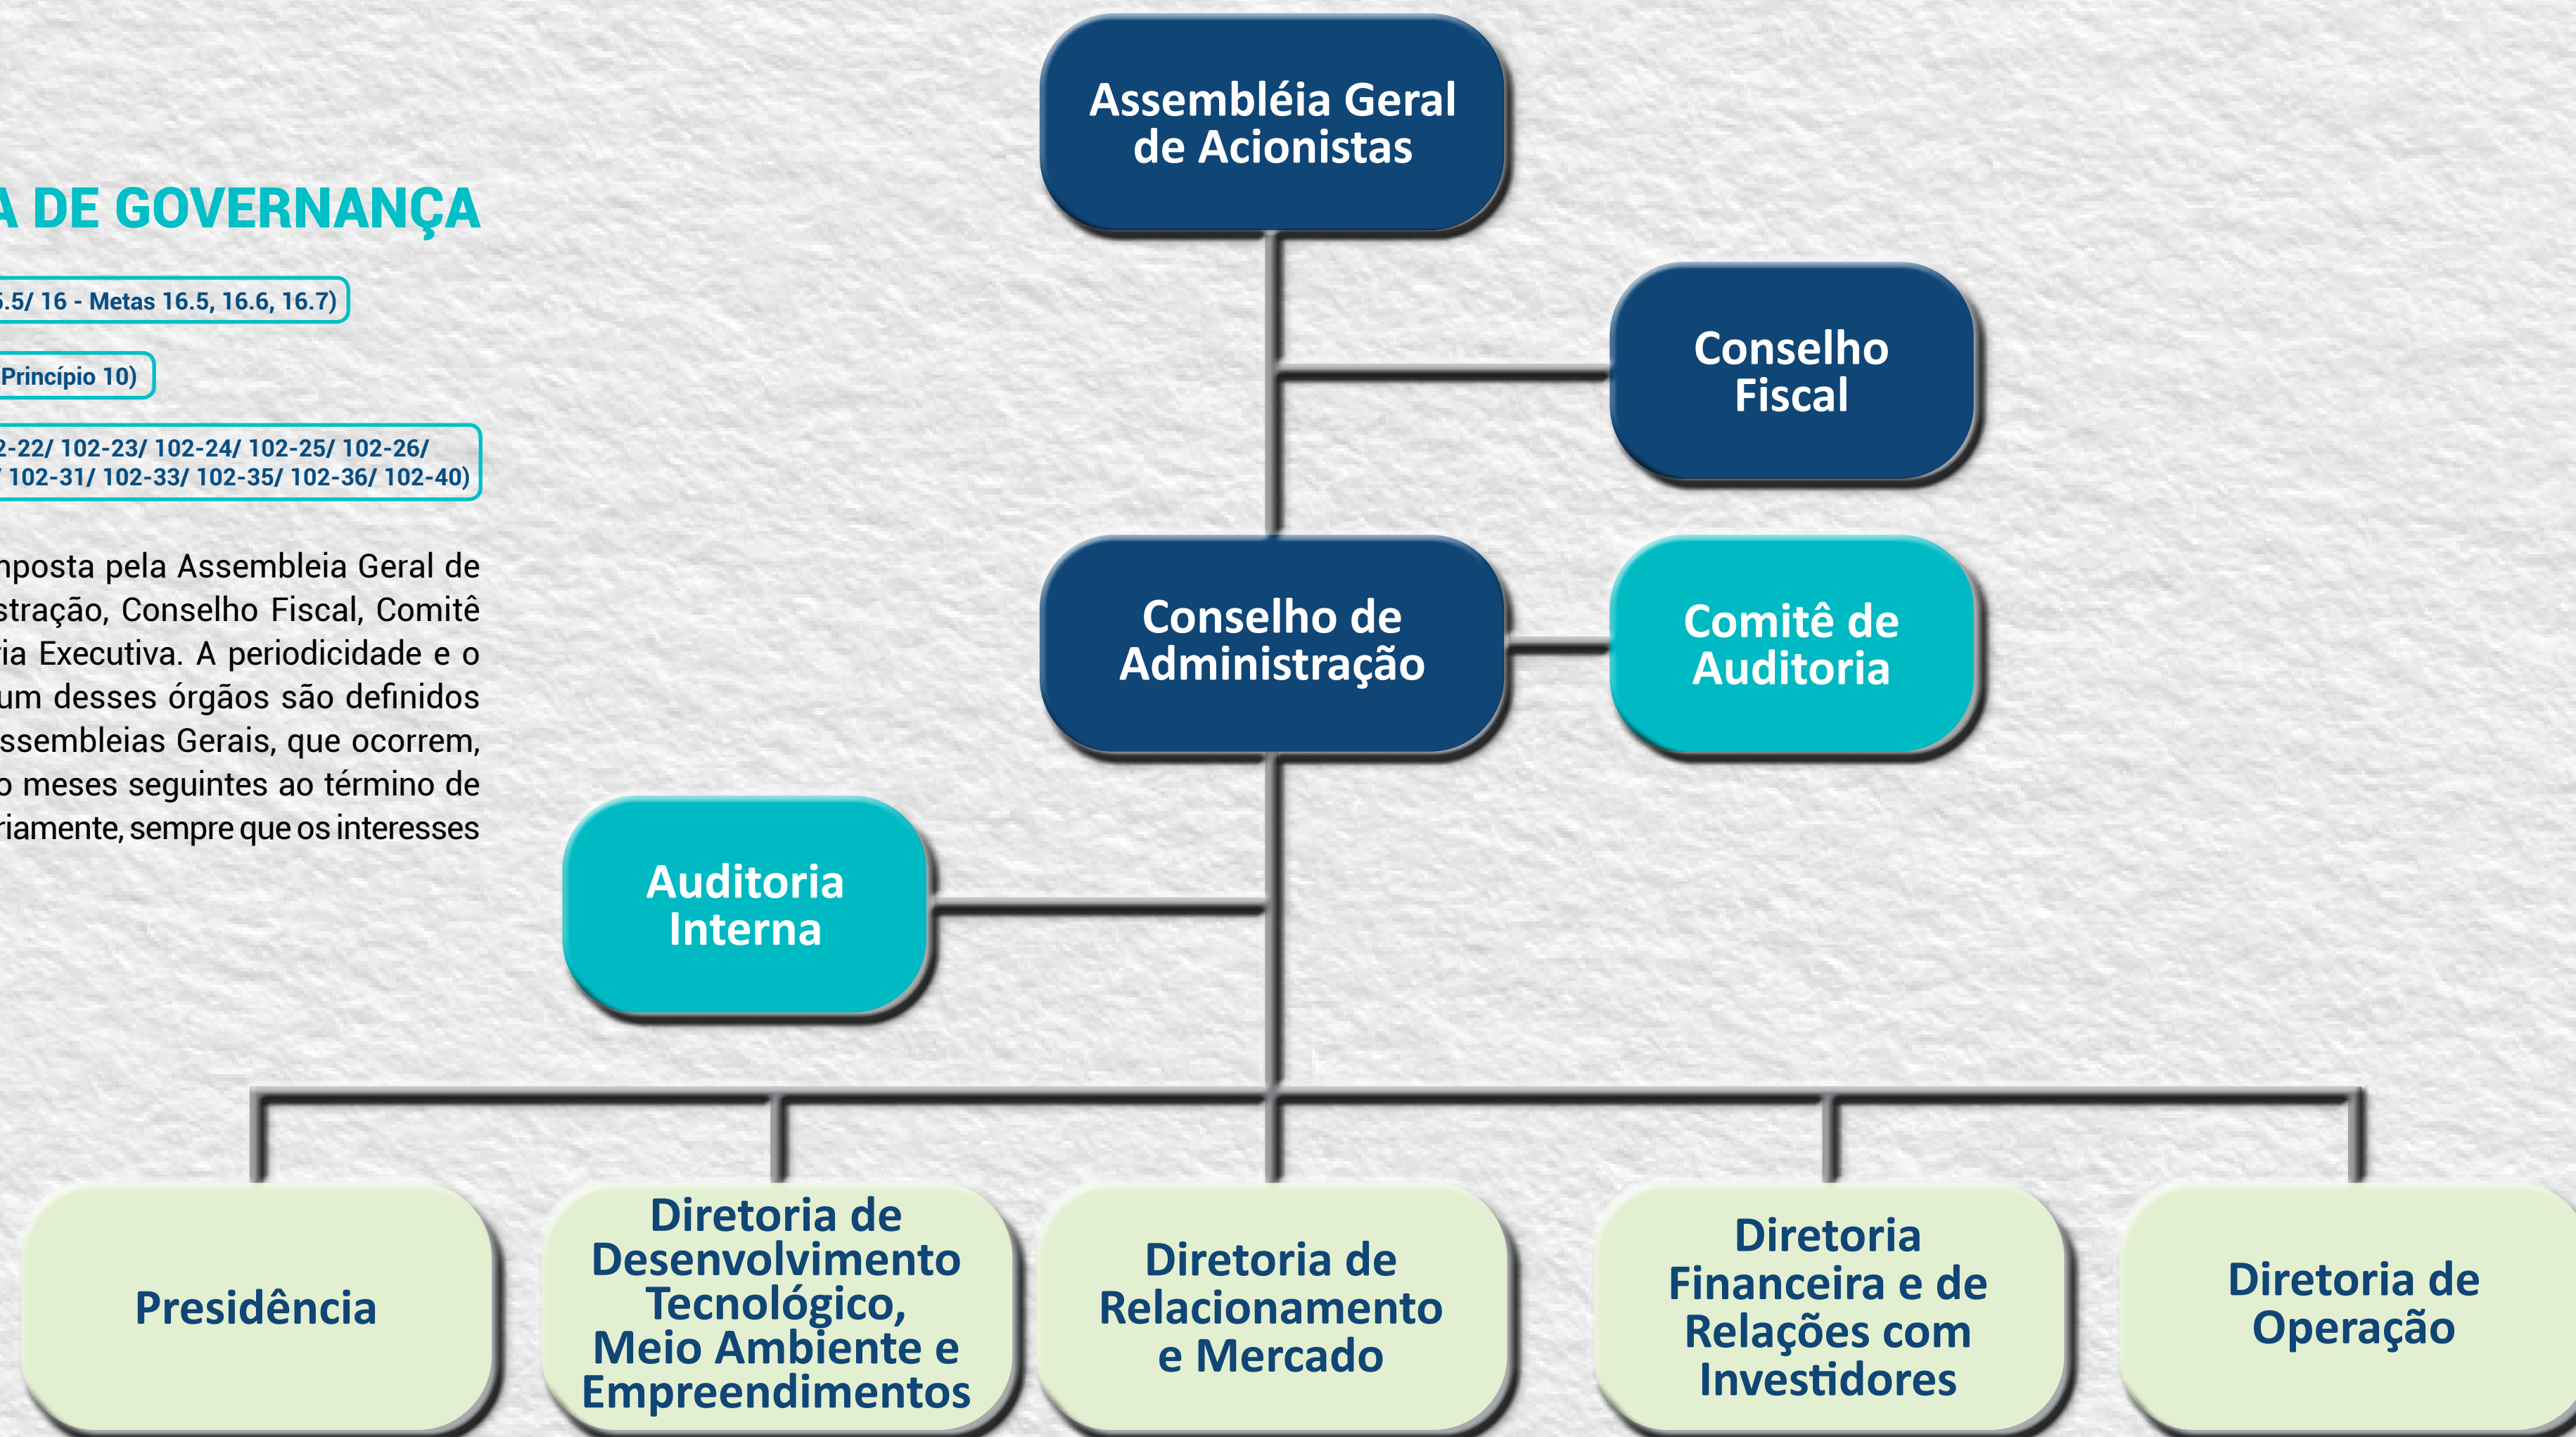 A DE GOVERNANÇA
5.5/ 16 - Metas 16.5, 16.6, 16.7)
Princípio 10)
2-22/ 102-23/ 102-24/ 102-25/ 102-26/
/ 102-31/ 102-33/ 102-35/ 102-36/ 102-40)
mposta pela Assembleia Geral de
stração, Conselho Fiscal, Comitê
ria Executiva. A periodicidade e o
um desses órgãos são definidos
ssembleias Gerais, que ocorrem,
o meses seguintes ao término de
riamente, sempre que os interesses
Assembléia Geral
de Acionistas
Conselho
Fiscal
Conselho de
Administração
Comitê de
Auditoria
Auditoria
Interna
Presidência
Diretoria de
Desenvolvimento
Tecnológico,
Meio Ambiente e
Empreendimentos
Diretoria de
Relacionamento
e Mercado
Diretoria
Financeira e de
Relações com
Investidores
Diretoria de
Operação